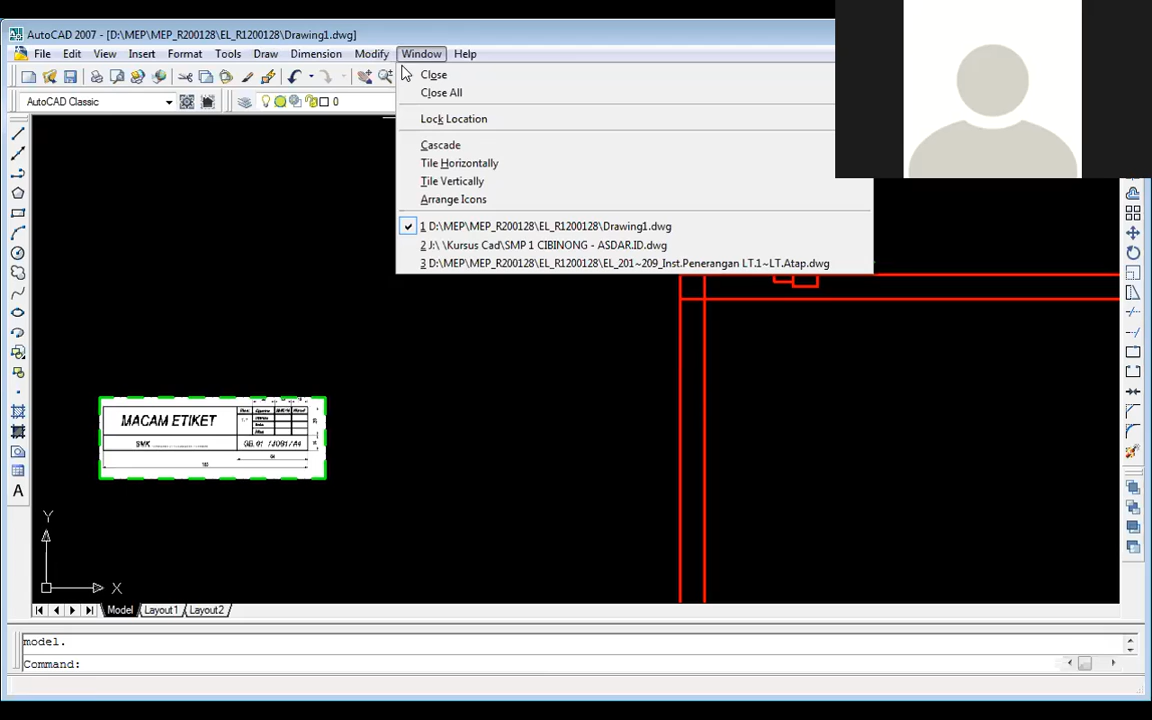 AutoCAD 2007 - [D:\MEP\MEP_R200128\EL_R1200128\Drawing1.dwg]
File Edit View Insert Format Tools Draw Dimension Modify Window Help
AutoCAD Classic
0
Close
Close All
Lock Location
Cascade
Tile Horizontally
Tile Vertically
Arrange Icons
1 D:\MEP\MEP_R200128\EL_R1200128\Drawing1.dwg
2 J:\ \Kursus Cad\SMP 1 CIBINONG - ASDAR.ID.dwg
3 D:\MEP\MEP_R200128\EL_R1200128\EL_201~209_Inst.Penerangan LT.1~LT.Atap.dwg
MACAM ETIKET
SMK
A
Y
X
Model Layout1 Layout2
model.
Command: